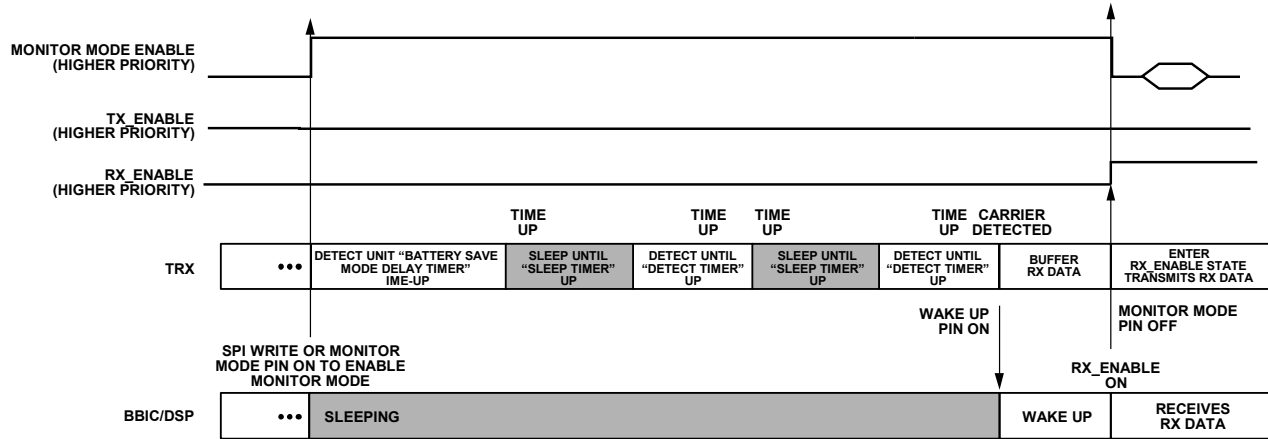 MONITOR MODE ENABLE
(HIGHER PRIORITY)
TX_ENABLE
(HIGHER PRIORITY)
RX_ENABLE
(HIGHER PRIORITY)
TIME
UP
TIME
UP
TIME
UP
TIME
UP
CARRIER
DETECTED
TRX
•••
DETECT UNIT “BATTERY SAVE
MODE DELAY TIMER”
IME-UP
SLEEP UNTIL
“SLEEP TIMER”
UP
DETECT UNTIL
“DETECT TIMER”
UP
SLEEP UNTIL
“SLEEP TIMER”
UP
DETECT UNTIL
“DETECT TIMER”
UP
BUFFER
RX DATA
ENTER
RX_ENABLE STATE
TRANSMITS RX DATA
WAKE UP
PIN ON
MONITOR MODE
PIN OFF
SPI WRITE OR MONITOR
MODE PIN ON TO ENABLE
MONITOR MODE
RX_ENABLE
ON
BBIC/DSP
•••
SLEEPING
WAKE UP
RECEIVES
RX DATA